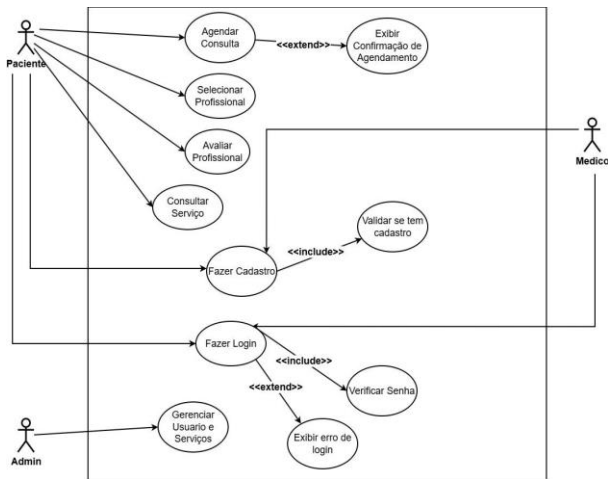 Agendar
Consulta
<<extend>>
Exibir
Confirmação de
Agendamento
Paciente
Selecionar
Profissional
Avaliar
Profissional
Medico
Consultar
Serviço
Validar se tem
cadastro
<<include>>
Fazer Cadastro
Fazer Login
<<include>>
<<extend>>
Verificar Senha
Gerenciar
Usuario e
Serviços
Exibir erro de
login
Admin